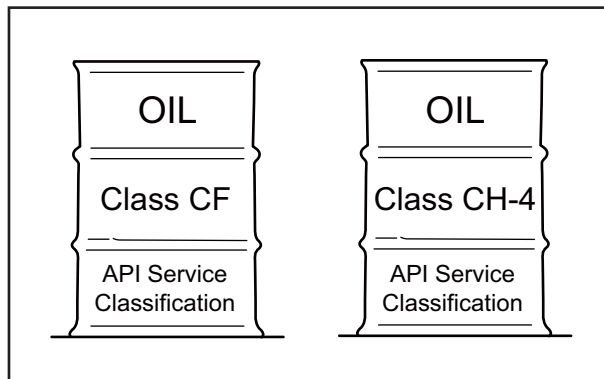 OIL
Class CF
API Service
Classification
OIL
Class CH-4
API Service
Classification